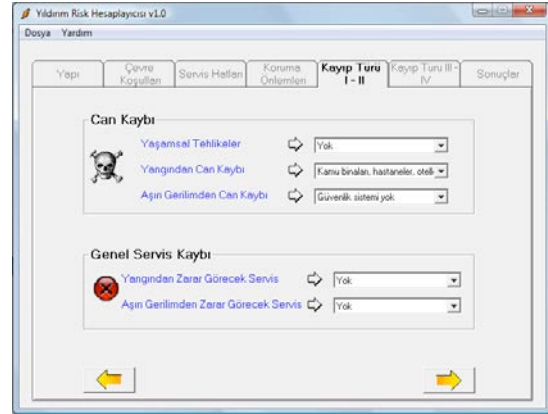 Yıldırım Risk Hesaplayıcısı v1.0
Dosya Yardım
Yapı
Çevre Koşulları
Servis Hatları
Koruma Önlemleri
Kayıp Türü I - II
Kayıp Türü III - IV
Sonuçlar
Can Kaybı
Yaşamsal Tehlikeler Yok
Yangından Can Kaybı Kamu binaları, hastaneler, otelle
Aşırı Gerilimden Can Kaybı Güvenlik sistemi yok
Genel Servis Kaybı
Yangından Zarar Görecek Servis Yok
Aşırı Gerilimden Zarar Görecek Servis Yok